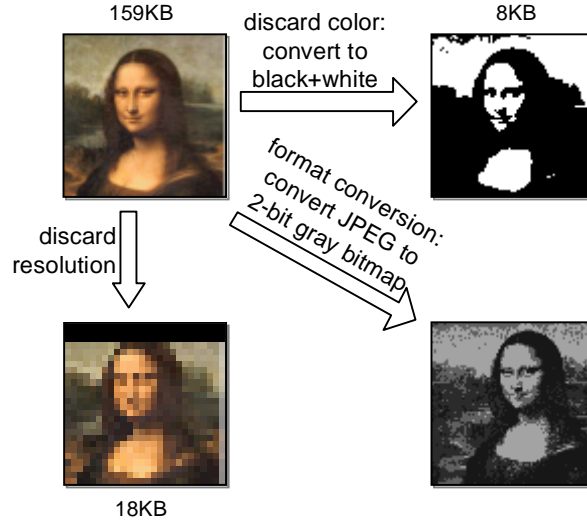 159KB
discard color:
convert to
black+white
8KB
format conversion:
convert JPEG to
2-bit gray bitmap
discard
resolution
18KB